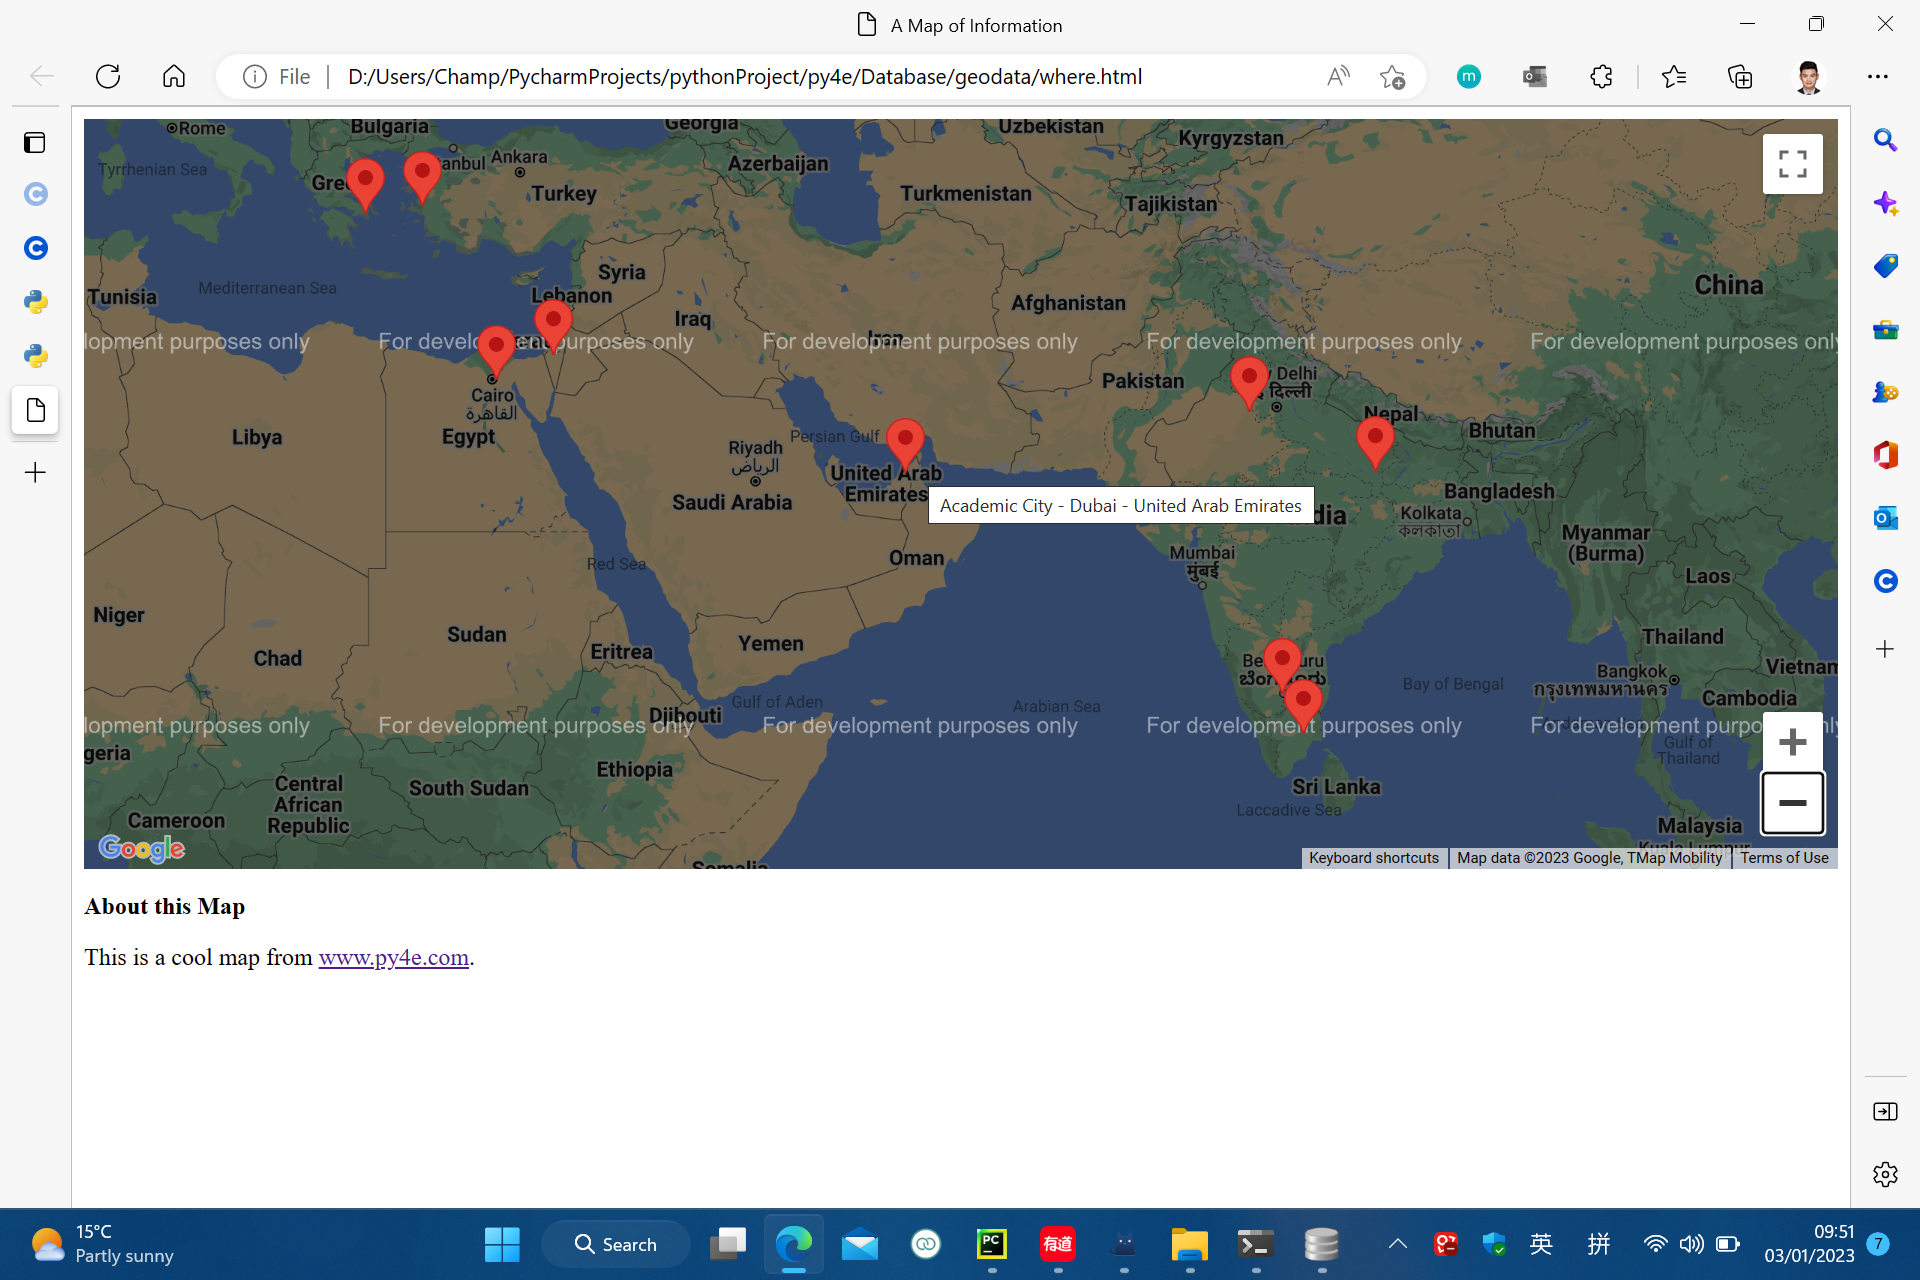 A Map of Information
File
D:/Users/Champ/PycharmProjects/pythonProject/py4e/Database/geodata/where.html
Rome
Bulgaria
Georgia
Uzbekistan
Kyrgyzstan
Tyrrhenian Sea
Gre
anbul
Ankara
Azerbaijan
Turkey
Turkmenistan
Tajikistan
Syria
China
Tunisia
Mediterranean Sea
Lebanon
Iraq
Afghanistan
lopment purposes only
For development purposes only
For development purposes only
For development purposes only
For development purposes only
Iran
Cairo
القاهرة
Egypt
Libya
Pakistan
Delhi
दिल्ली
Nepal
Bhutan
Riyadh
الرياض
Persian Gulf
United Arab
Emirates
Saudi Arabia
Academic City - Dubai - United Arab Emirates
dia
Bangladesh
Kolkata
কলকাতা
Myanmar
(Burma)
Oman
Mumbai
मुंबई
Laos
Red Sea
Niger
Chad
Sudan
Eritrea
Yemen
Be
uru
Thailand
Bangkok
กรุงเทพมหานคร
Vietnam
Cambodia
Gulf of Aden
Arabian Sea
Bay of Bengal
Djibouti
lopment purposes only
For development purposes only
For development purposes only
For development purposes only
For development purpo
geria
Gulf of
Thailand
Ethiopia
Central
African
Republic
South Sudan
Sri Lanka
Laccadive Sea
Cameroon
Malaysia
Kuala Lumpur
Somalia
Google
Keyboard shortcuts
Map data ©2023 Google, TMap Mobility
Terms of Use
About this Map
This is a cool map from www.py4e.com.
15°C
Partly sunny
Search
PC
有道
英
拼
09:51
03/01/2023
7